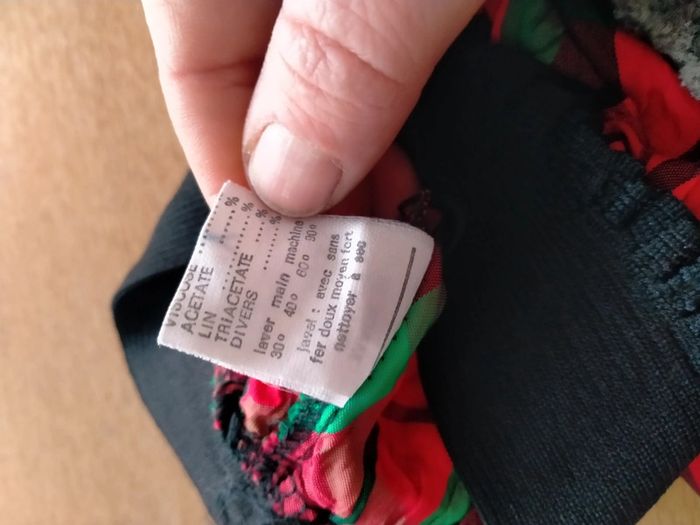 VISCOSE ........%
ACETATE ........%
LIN ........%
TRIACETATE .....%
DIVERS ........%
laver main machine
30° 40° 60° 90°
javel : avec sans
fer doux moyen fort
nettoyer à sec